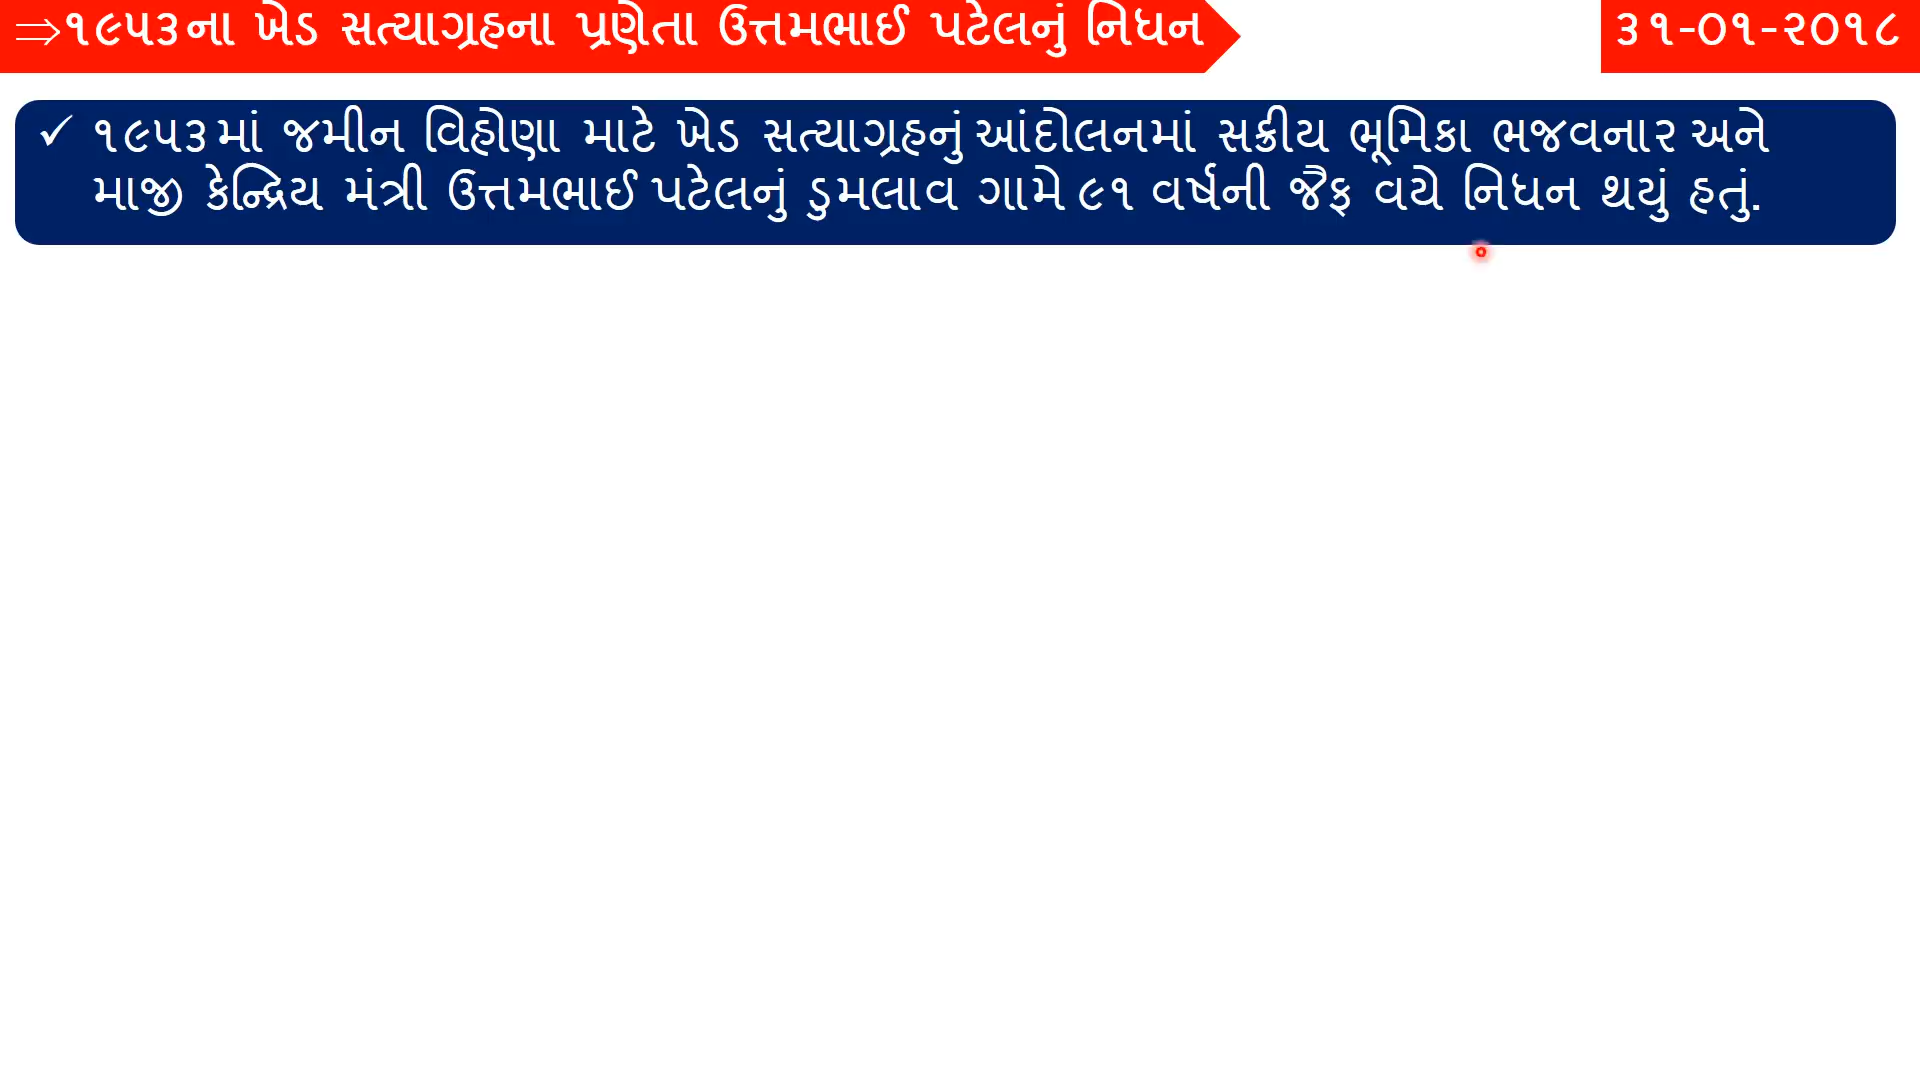 ⇒૧૯૫૩ના ખેડ સત્યાગ્રહના પ્રણેતા ઉત્તમભાઈ પટેલનું નિધન
૩૧-૦૧-૨૦૧૮
✓ ૧૯૫૩માં જમીન વિહોણા માટે ખેડ સત્યાગ્રહનું આંદોલનમાં સક્રીય ભૂમિકા ભજવનાર અને
માજી કેન્દ્રિય મંત્રી ઉત્તમભાઈ પટેલનું ડુમલાવ ગામે ૯૧ વર્ષની જૈફ વયે નિધન થયું હતું.